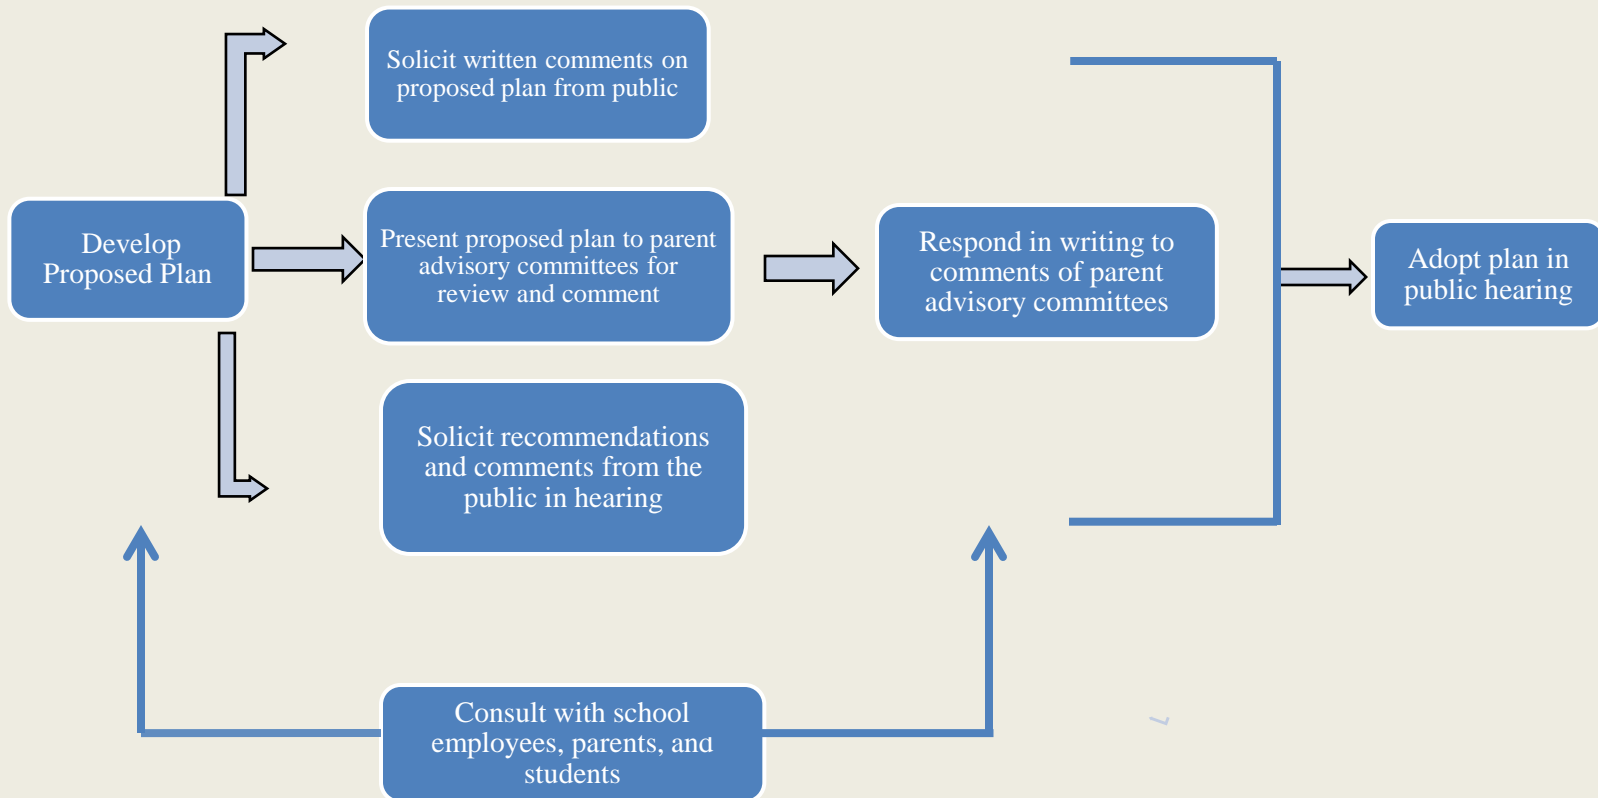 Solicit written comments on
proposed plan from public
Develop
Proposed Plan
Present proposed plan to parent
advisory committees for
review and comment
Respond in writing to
comments of parent
advisory committees
Adopt plan in
public hearing
Solicit recommendations
and comments from the
public in hearing
Consult with school
employees, parents, and
students